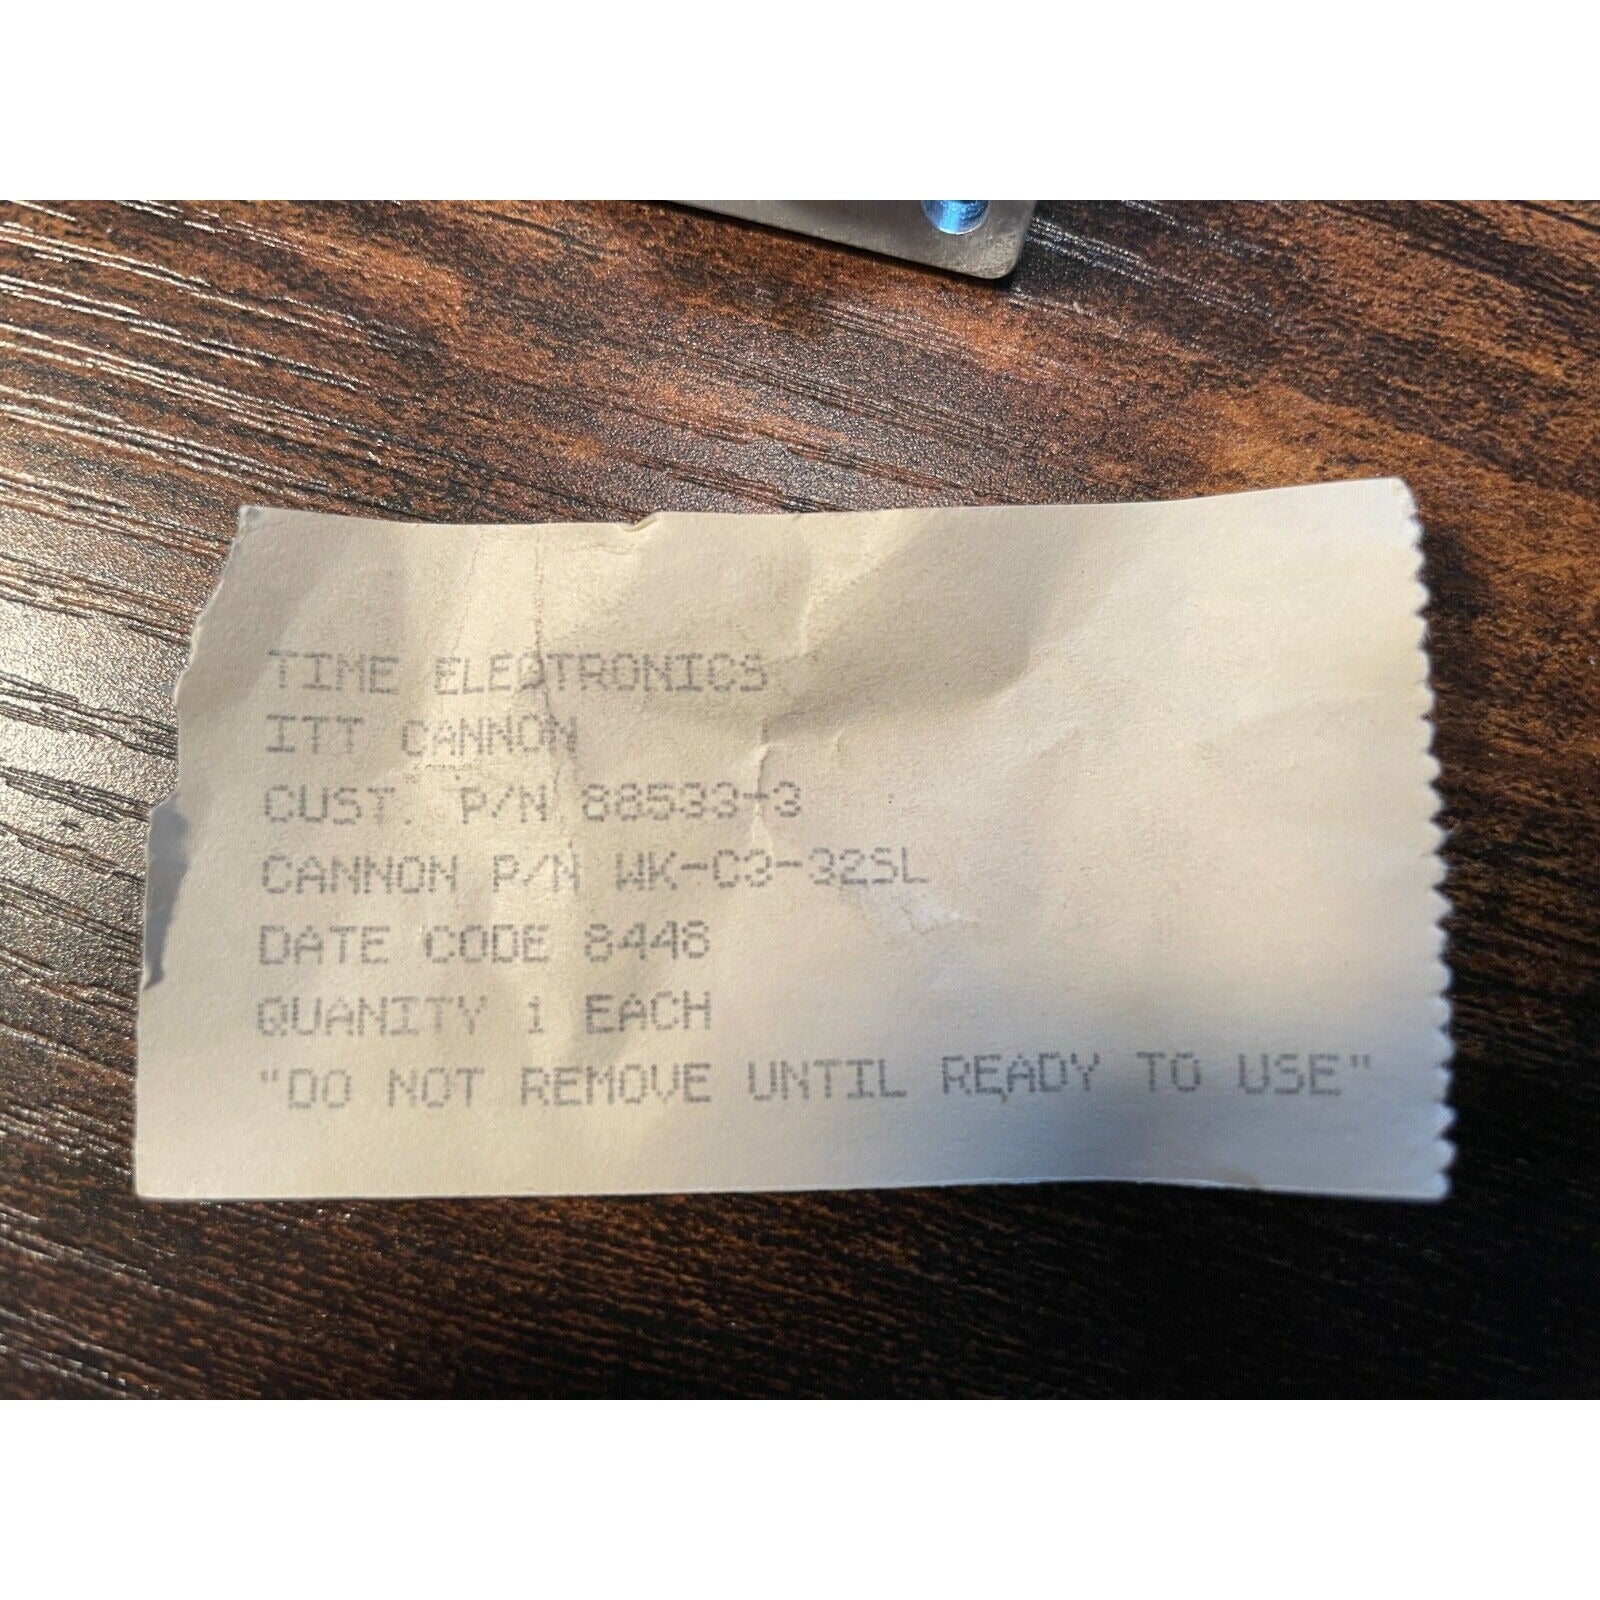 TIME ELECTRONICS
ITT CANNON
CUST. P/N 88533-3
CANNON P/N WK-C3-32SL
DATE CODE 8448
QUANITY 1 EACH
"DO NOT REMOVE UNTIL READY TO USE"